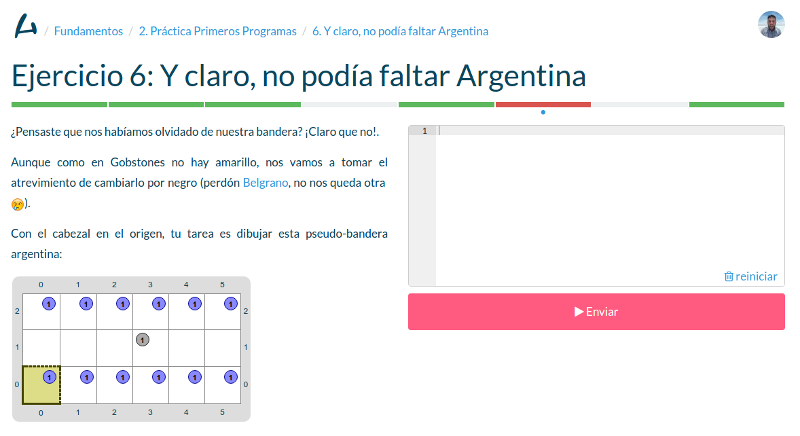 / Fundamentos / 2. Práctica Primeros Programas / 6. Y claro, no podía faltar Argentina
Ejercicio 6: Y claro, no podía faltar Argentina
¿Pensaste que nos habíamos olvidado de nuestra bandera? ¡Claro que no!.
Aunque como en Gobstones no hay amarillo, nos vamos a tomar el
atrevimiento de cambiarlo por negro (perdón Belgrano, no nos queda otra
).
Con el cabezal en el origen, tu tarea es dibujar esta pseudo-bandera
argentina:
0 1 2 3 4 5
2 1 1 1 1 1 1 2
1 1 1
0 1 1 1 1 1 1 0
0 1 2 3 4 5
1
reiniciar
Enviar